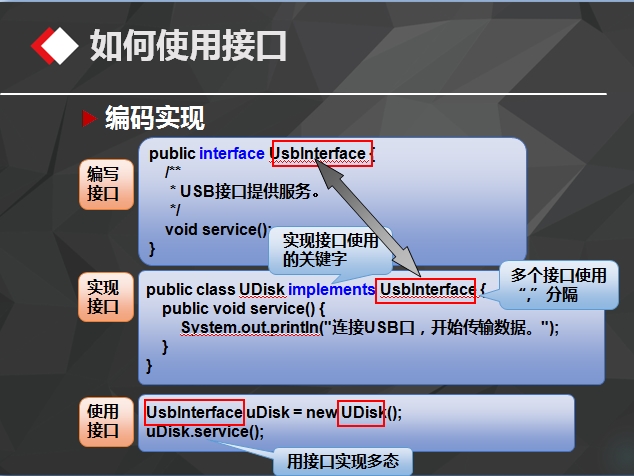 如何使用接口
编码实现
编写
接口
public interface UsbInterface {
/**
* USB接口提供服务。
*/
void service();
}
实现接口使用
的关键字
实现
接口
public class UDisk implements UsbInterface {
public void service() {
System.out.println("连接USB口，开始传输数据。");
}
}
多个接口使用
“,”分隔
使用
接口
UsbInterface uDisk = new UDisk();
uDisk.service();
用接口实现多态